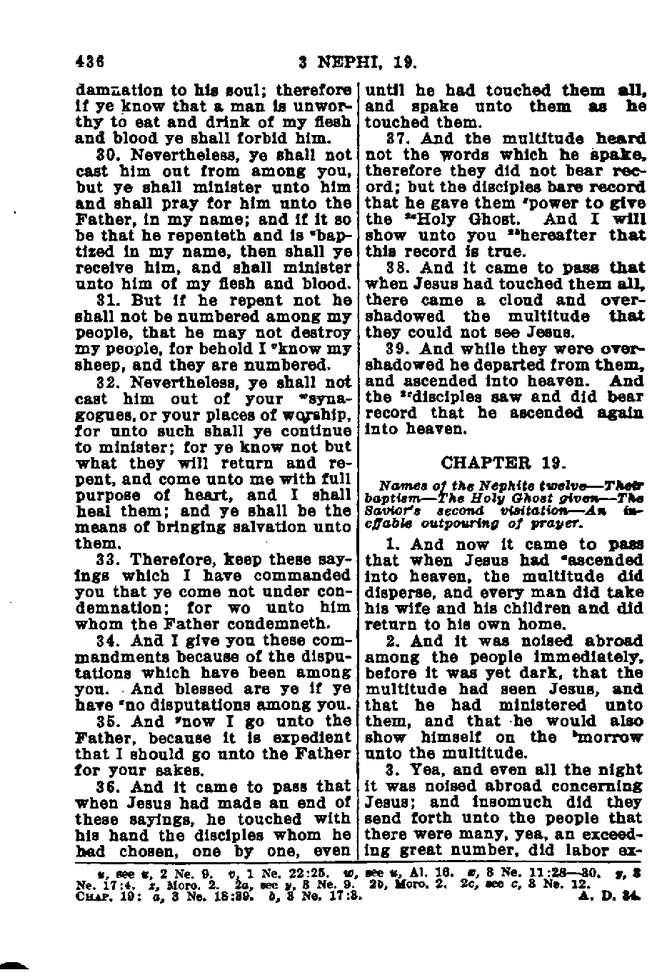 436
3 NEPHI, 19.
damnation to his soul; therefore
if ye know that a man is unwor-
thy to eat and drink of my flesh
and blood ye shall forbid him.
30. Nevertheless, ye shall not
cast him out from among you,
but ye shall minister unto him
and shall pray for him unto the
Father, in my name; and if it so
be that he repenteth and is ᵘbap-
tized in my name, then shall ye
receive him, and shall minister
unto him of my flesh and blood.
31. But if he repent not he
shall not be numbered among my
people, that he may not destroy
my people, for behold I ᵛknow my
sheep, and they are numbered.
32. Nevertheless, ye shall not
cast him out of your ʷsyna-
gogues, or your places of worship,
for unto such shall ye continue
to minister; for ye know not but
what they will return and re-
pent, and come unto me with full
purpose of heart, and I shall
heal them; and ye shall be the
means of bringing salvation unto
them.
33. Therefore, keep these say-
ings which I have commanded
you that ye come not under con-
demnation; for wo unto him
whom the Father condemneth.
34. And I give you these com-
mandments because of the dispu-
tations which have been among
you. And blessed are ye if ye
have ˣno disputations among you.
35. And ʸnow I go unto the
Father, because it is expedient
that I should go unto the Father
for your sakes.
36. And it came to pass that
when Jesus had made an end of
these sayings, he touched with
his hand the disciples whom he
had chosen, one by one, even
until he had touched them all,
and spake unto them as he
touched them.
37. And the multitude heard
not the words which he spake,
therefore they did not bear rec-
ord; but the disciples bare record
that he gave them ᶻpower to give
the ²ᵃHoly Ghost. And I will
show unto you ²ᵇhereafter that
this record is true.
38. And it came to pass that
when Jesus had touched them all,
there came a cloud and over-
shadowed the multitude that
they could not see Jesus.
39. And while they were over-
shadowed he departed from them,
and ascended into heaven. And
the ²ᶜdisciples saw and did bear
record that he ascended again
into heaven.
CHAPTER 19.
Names of the Nephite twelve—Their
baptism—The Holy Ghost given—The
Savior's second visitation—An in-
effable outpouring of prayer.
1. And now it came to pass
that when Jesus had ᵃascended
into heaven, the multitude did
disperse, and every man did take
his wife and his children and did
return to his own home.
2. And it was noised abroad
among the people immediately,
before it was yet dark, that the
multitude had seen Jesus, and
that he had ministered unto
them, and that he would also
show himself on the ᵇmorrow
unto the multitude.
3. Yea, and even all the night
it was noised abroad concerning
Jesus; and insomuch did they
send forth unto the people that
there were many, yea, an exceed-
ing great number, did labor ex-
u, see u, 2 Ne. 9. v, 1 Ne. 22:25. w, see u, Al. 16. x, 3 Ne. 11:28—30. y, 3
Ne. 17:4. z, Moro. 2. 2a, see y, 3 Ne. 9. 2b, Moro. 2. 2c, see c, 3 Ne. 12.
CHAP. 19: a, 3 Ne. 18:39. b, 3 Ne. 17:3. A. D. 34.